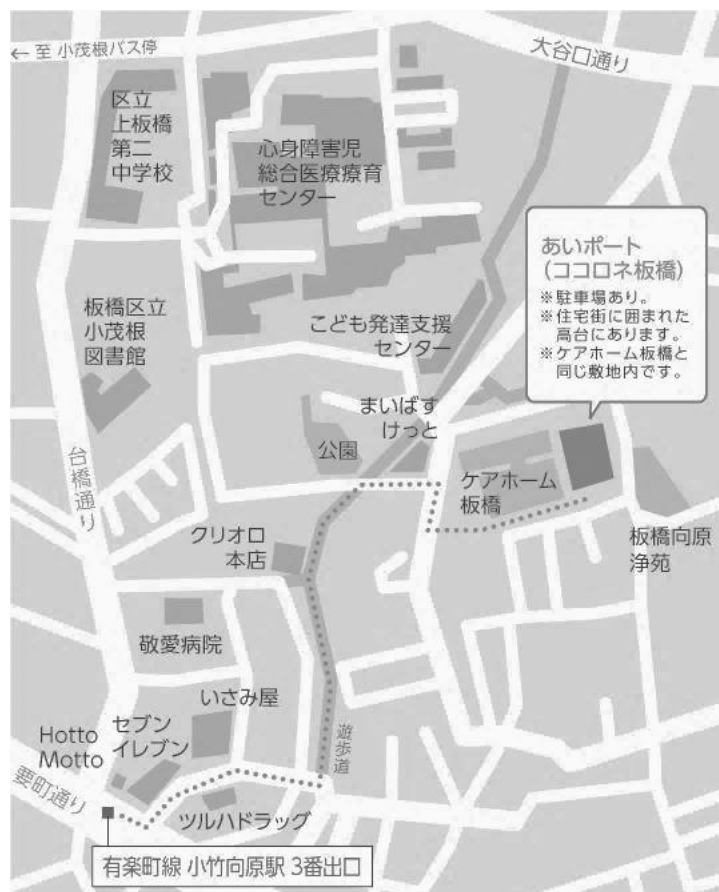 ← 至 小茂根バス停
大谷口通り
区立
上板橋
第二
中学校
心身障害児
総合医療療育
センター
あいポート
(ココロネ板橋)
※駐車場あり。
※住宅街に囲まれた
高台にあります。
※ケアホーム板橋と
同じ敷地内です。
板橋区立
小茂根
図書館
こども発達支援
センター
まいばす
けっと
公園
台橋通り
ケアホーム
板橋
クリオロ
本店
板橋向原
浄苑
敬愛病院
いさみ屋
セブン
イレブン
Hotto
Motto
遊歩道
要町通り
ツルハドラッグ
有楽町線 小竹向原駅 3番出口